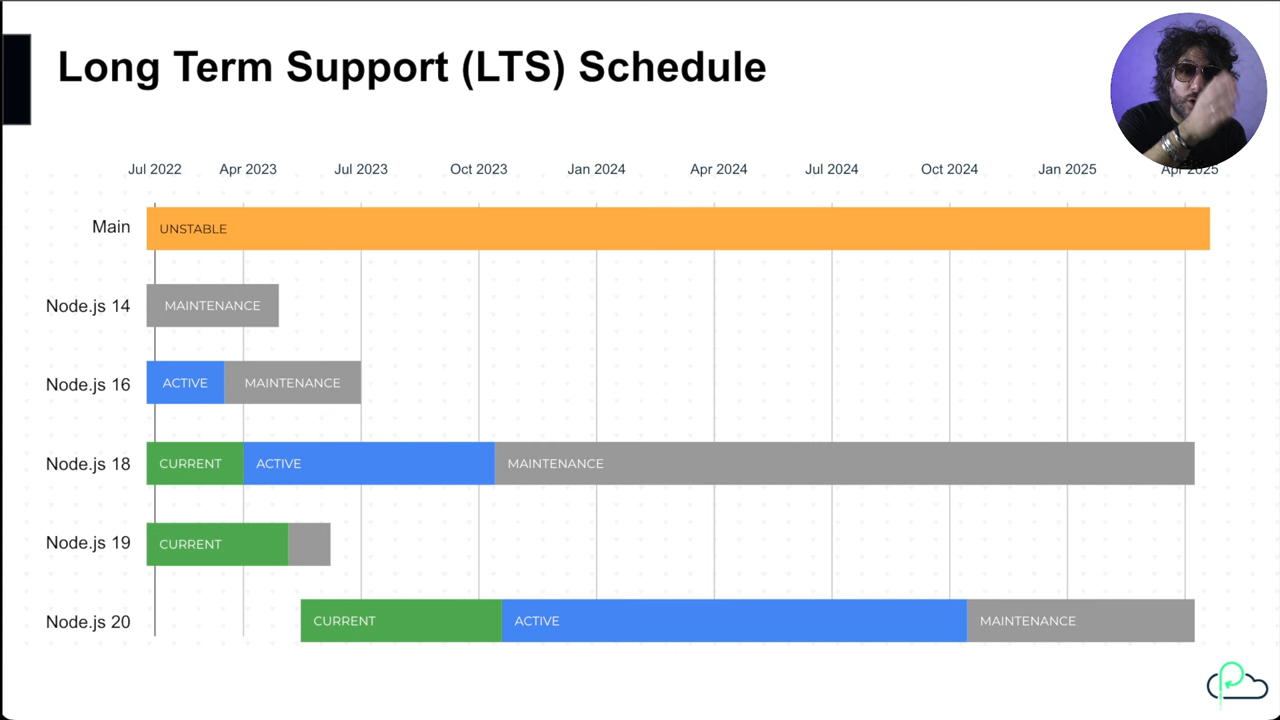 Long Term Support (LTS) Schedule
Jul 2022 Apr 2023 Jul 2023 Oct 2023 Jan 2024 Apr 2024 Jul 2024 Oct 2024 Jan 2025 Apr 2025
Main UNSTABLE
Node.js 14 MAINTENANCE
Node.js 16 ACTIVE MAINTENANCE
Node.js 18 CURRENT ACTIVE MAINTENANCE
Node.js 19 CURRENT
Node.js 20 CURRENT ACTIVE MAINTENANCE